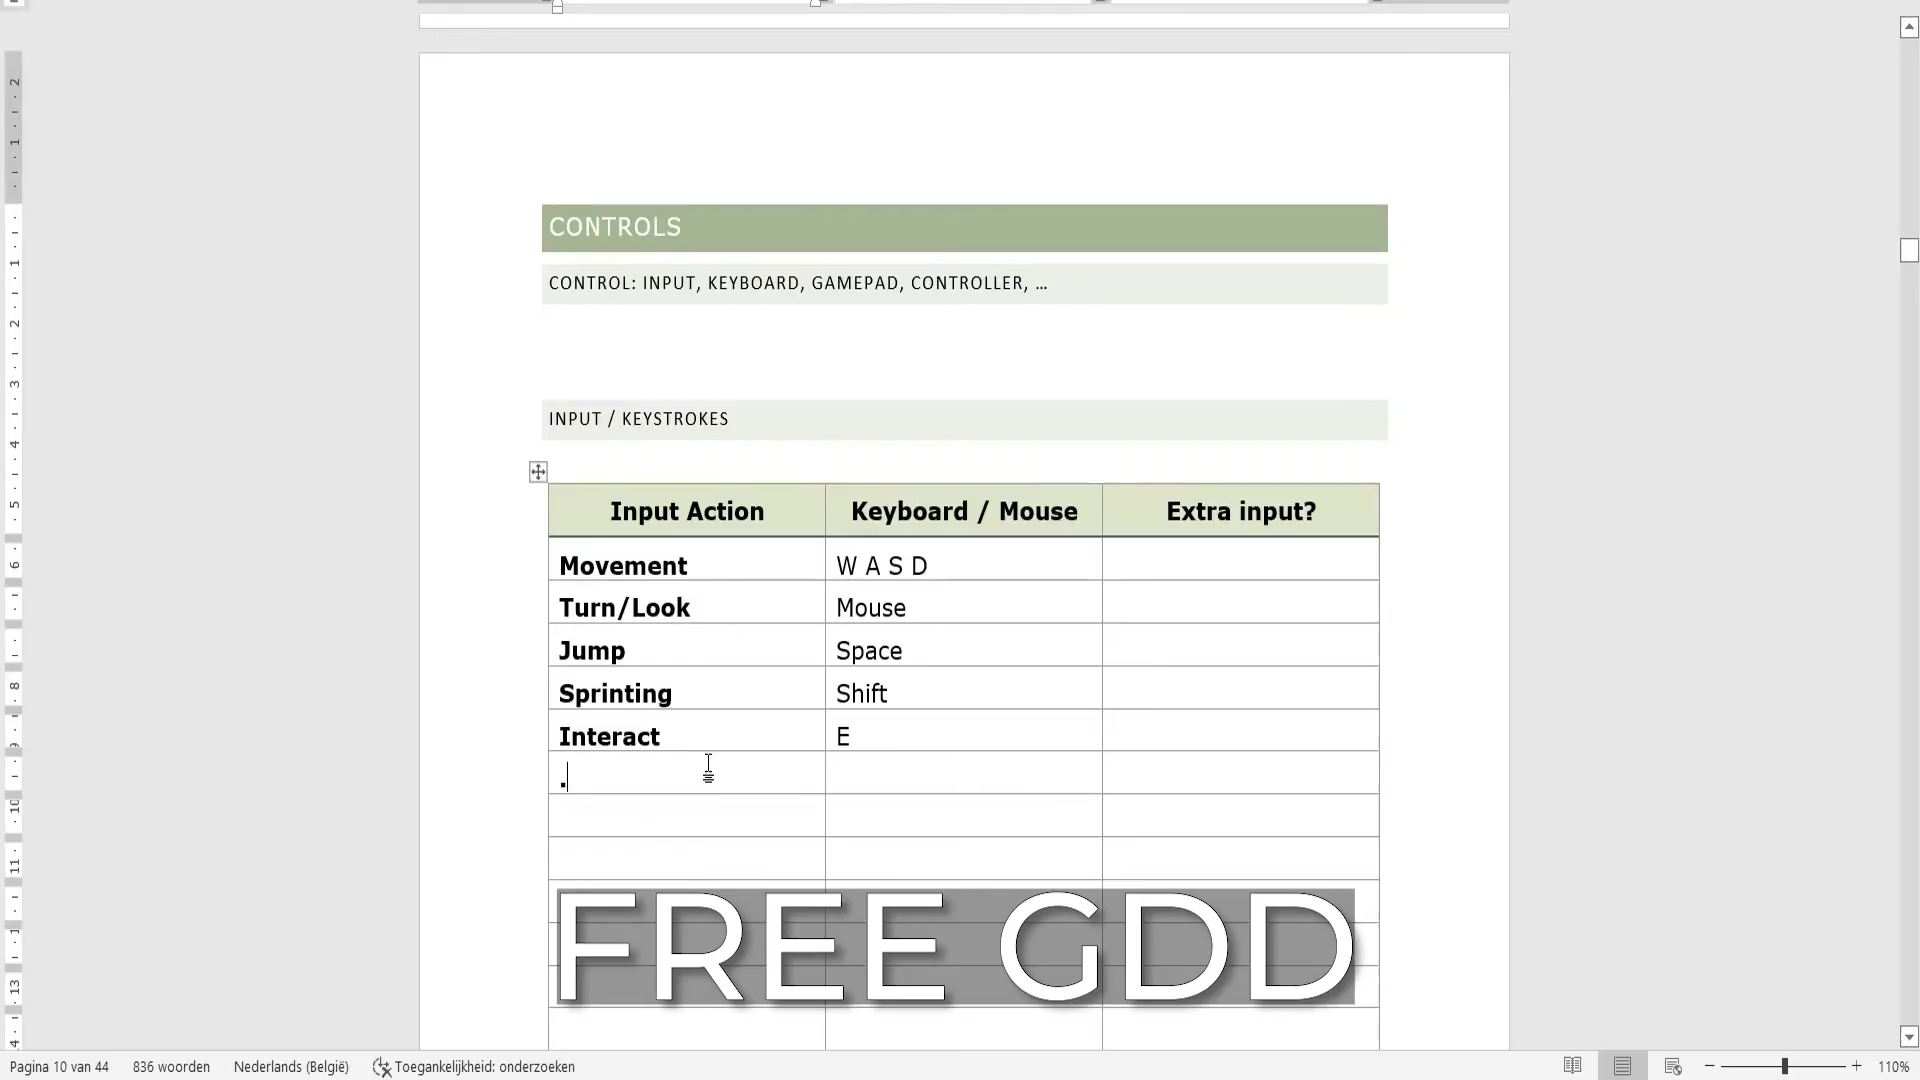 CONTROLS
CONTROL: INPUT, KEYBOARD, GAMEPAD, CONTROLLER, ...
INPUT / KEYSTROKES
Input Action Keyboard / Mouse Extra input?
Movement W A S D
Turn/Look Mouse
Jump Space
Sprinting Shift
Interact E
.
FREE GDD
Pagina 10 van 44 836 woorden Nederlands (België) Toegankelijkheid: onderzoeken 110%